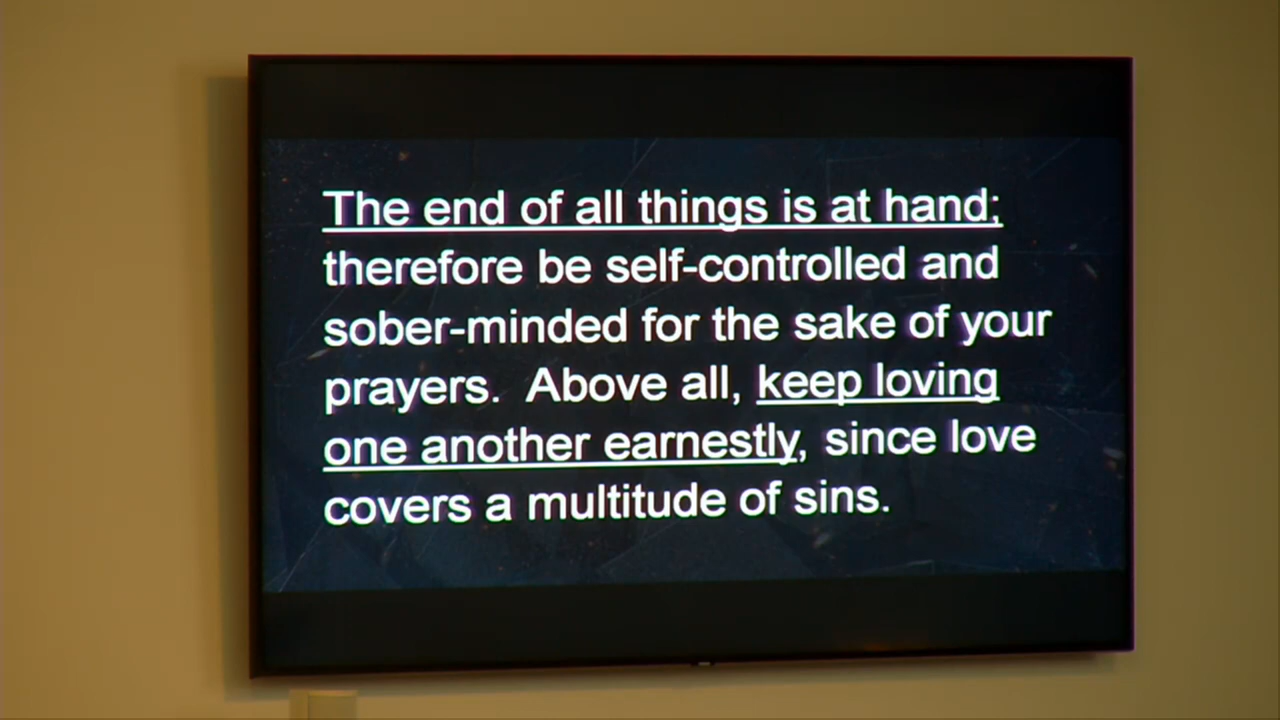 The end of all things is at hand;
therefore be self-controlled and
sober-minded for the sake of your
prayers.  Above all, keep loving
one another earnestly, since love
covers a multitude of sins.